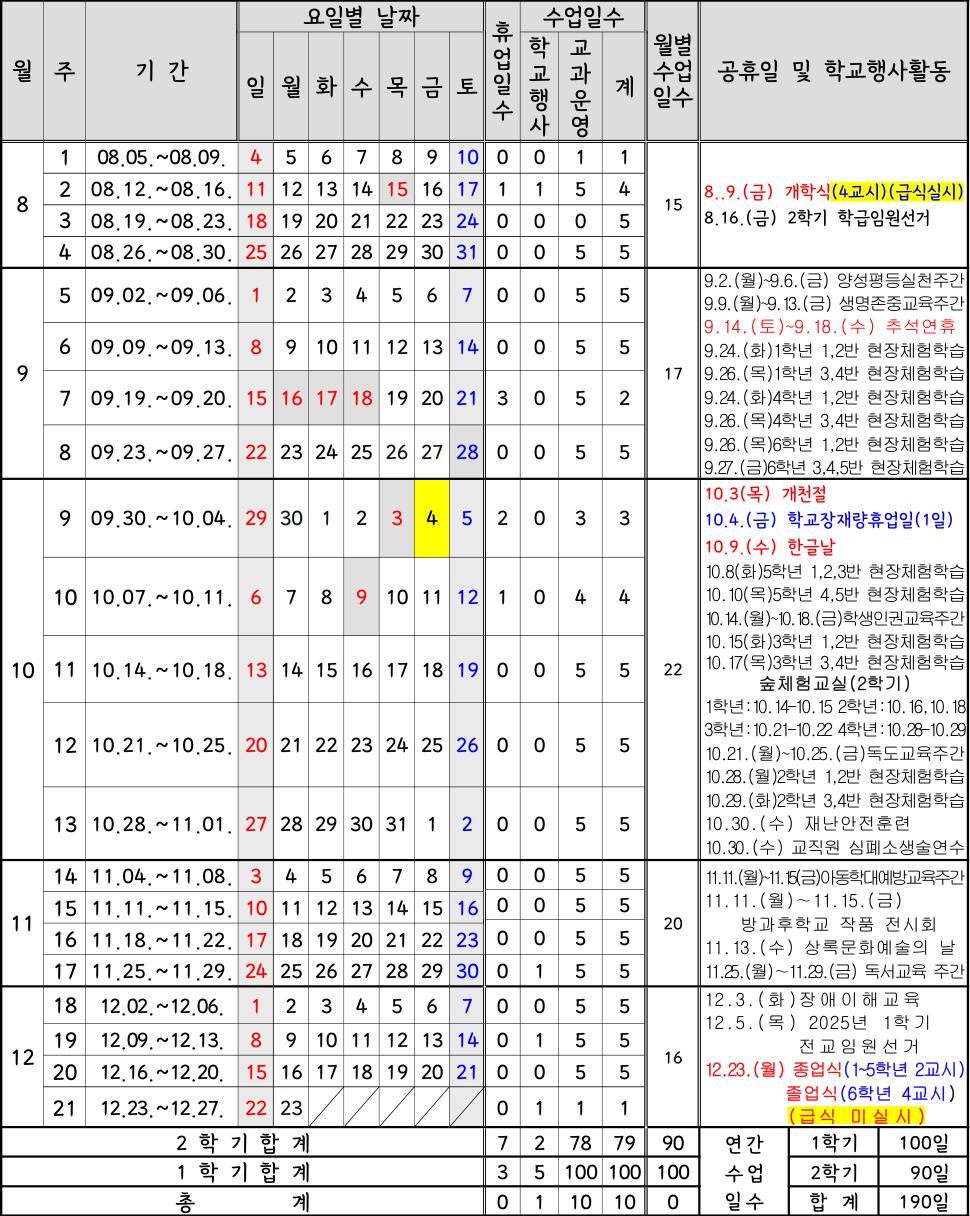 월 주 기 간 요일별 날짜 휴업일수 수업일수 월별 수업 일수 공휴일 및 학교행사활동
일 월 화 수 목 금 토 학교행사 교과운영 계
8
1 08.05.~08.09. 4 5 6 7 8 9 10 0 0 1 1
2 08.12.~08.16. 11 12 13 14 15 16 17 1 1 5 4
3 08.19.~08.23. 18 19 20 21 22 23 24 0 0 0 5
4 08.26.~08.30. 25 26 27 28 29 30 31 0 0 5 5
15
8..9.(금) 개학식(4교시)(급식실시)
8.16.(금) 2학기 학급임원선거
9
5 09.02.~09.06. 1 2 3 4 5 6 7 0 0 5 5
6 09.09.~09.13. 8 9 10 11 12 13 14 0 0 5 5
7 09.19.~09.20. 15 16 17 18 19 20 21 3 0 5 2
8 09.23.~09.27. 22 23 24 25 26 27 28 0 0 5 5
17
9.2.(월)~9.6.(금) 양성평등실천주간
9.9.(월)~9.13.(금) 생명존중교육주간
9.14.(토)~9.18.(수) 추석연휴
9.24.(화)1학년 1,2반 현장체험학습
9.26.(목)1학년 3,4반 현장체험학습
9.24.(화)4학년 1,2반 현장체험학습
9.26.(목)4학년 3,4반 현장체험학습
9.26.(목)6학년 1,2반 현장체험학습
9.27.(금)6학년 3,4,5반 현장체험학습
10
9 09.30.~10.04. 29 30 1 2 3 4 5 2 0 3 3
10 10.07.~10.11. 6 7 8 9 10 11 12 1 0 4 4
11 10.14.~10.18. 13 14 15 16 17 18 19 0 0 5 5
12 10.21.~10.25. 20 21 22 23 24 25 26 0 0 5 5
13 10.28.~11.01. 27 28 29 30 31 1 2 0 0 5 5
22
10.3(목) 개천절
10.4.(금) 학교장재량휴업일(1일)
10.9.(수) 한글날
10.8(화)5학년 1,2,3반 현장체험학습
10.10(목)5학년 4,5반 현장체험학습
10.14.(월)~10.18.(금)학생인권교육주간
10.15(화)3학년 1,2반 현장체험학습
10.17(목)3학년 3,4반 현장체험학습
숲체험교실(2학기)
1학년:10.14-10.15 2학년:10.16,10.18
3학년:10.21-10.22 4학년:10.28-10.29
10.21.(월)~10.25.(금)독도교육주간
10.28.(월)2학년 1,2반 현장체험학습
10.29.(화)2학년 3,4반 현장체험학습
10.30.(수) 재난안전훈련
10.30.(수) 교직원 심폐소생술연수
11
14 11.04.~11.08. 3 4 5 6 7 8 9 0 0 5 5
15 11.11.~11.15. 10 11 12 13 14 15 16 0 0 5 5
16 11.18.~11.22. 17 18 19 20 21 22 23 0 0 5 5
17 11.25.~11.29. 24 25 26 27 28 29 30 0 1 5 5
20
11.11.(월)~11.15(금)아동학대예방교육주간
11.11.(월)~11.15.(금)
방과후학교 작품 전시회
11.13.(수) 상록문화예술의 날
11.25.(월)~11.29.(금) 독서교육 주간
12
18 12.02.~12.06. 1 2 3 4 5 6 7 0 0 5 5
19 12.09.~12.13. 8 9 10 11 12 13 14 0 1 5 5
20 12.16.~12.20. 15 16 17 18 19 20 21 0 0 5 5
21 12.23.~12.27. 22 23 0 1 1 1
16
12.3.(화)장애이해교육
12.5.(목) 2025년 1학기
전교임원선거
12.23.(월) 종업식(1~5학년 2교시)
졸업식(6학년 4교시)
(급식 미실시)
2 학 기 합 계 7 2 78 79 90 연간 1학기 100일
1 학 기 합 계 3 5 100 100 100 수업 2학기 90일
총 계 0 1 10 10 0 일수 합 계 190일